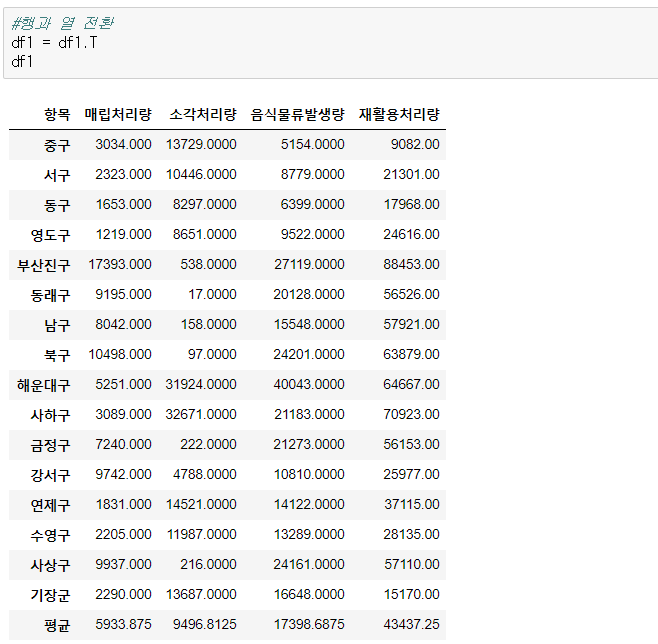 #행과 열 전환
df1 = df1.T
df1
항목 매립처리량 소각처리량 음식물류발생량 재활용처리량
중구 3034.000 13729.0000 5154.0000 9082.00
서구 2323.000 10446.0000 8779.0000 21301.00
동구 1653.000 8297.0000 6399.0000 17968.00
영도구 1219.000 8651.0000 9522.0000 24616.00
부산진구 17393.000 538.0000 27119.0000 88453.00
동래구 9195.000 17.0000 20128.0000 56526.00
남구 8042.000 158.0000 15548.0000 57921.00
북구 10498.000 97.0000 24201.0000 63879.00
해운대구 5251.000 31924.0000 40043.0000 64667.00
사하구 3089.000 32671.0000 21183.0000 70923.00
금정구 7240.000 222.0000 21273.0000 56153.00
강서구 9742.000 4788.0000 10810.0000 25977.00
연제구 1831.000 14521.0000 14122.0000 37115.00
수영구 2205.000 11987.0000 13289.0000 28135.00
사상구 9937.000 216.0000 24161.0000 57110.00
기장군 2290.000 13687.0000 16648.0000 15170.00
평균 5933.875 9496.8125 17398.6875 43437.25